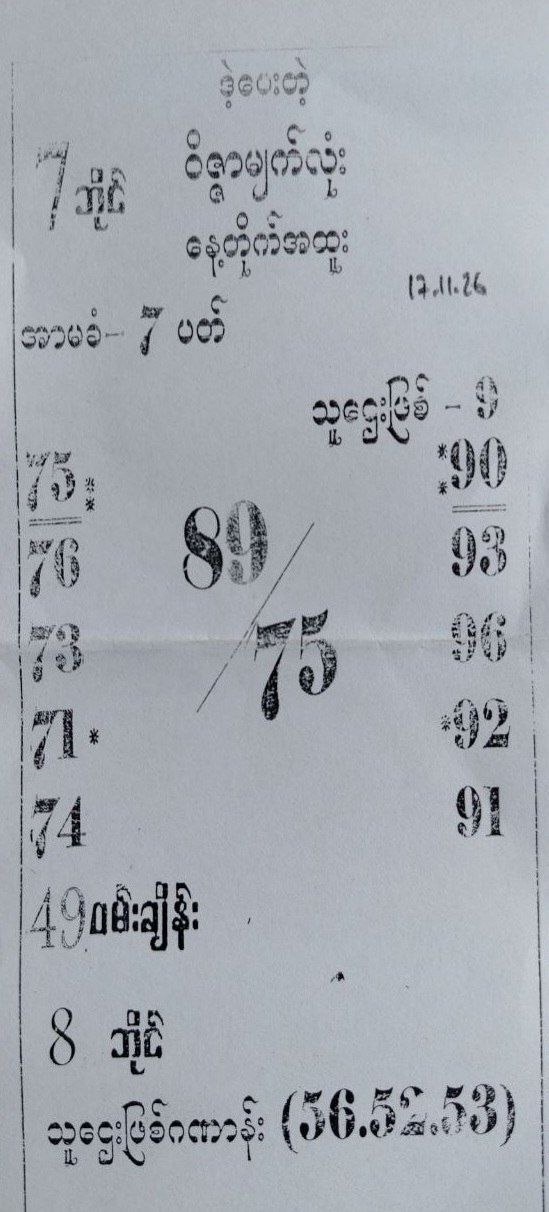 ဒဲ့ပေးတဲ့
7 ဘိုင်
ဝိဇ္ဇာမျက်လုံး
နေ့တိုက်အထူး
17.11.26
အာမခံ- 7 ပတ်
သူဌေးဖြစ် - 9
75** **90
76 93
73 96
71* *92
74 91
89/75
49 ဝမ်းချိန်း
8 ဘိုင်
သူဌေးဖြစ်ဂဏာန်း (56.52.53)